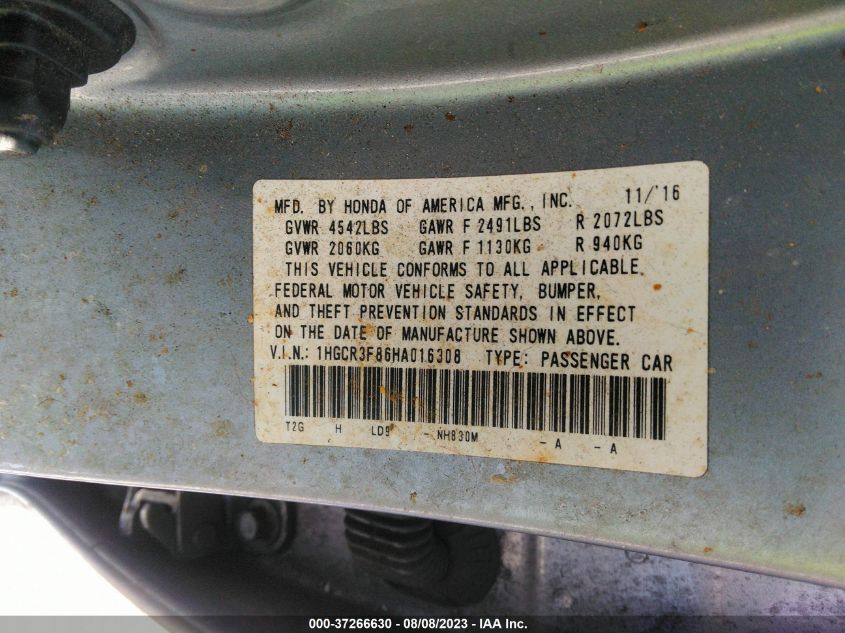 MFD. BY HONDA OF AMERICA MFG., INC. 11/'16
GVWR 4542LBS GAWR F 2491LBS R 2072LBS
GVWR 2060KG GAWR F 1130KG R 940KG
THIS VEHICLE CONFORMS TO ALL APPLICABLE
FEDERAL MOTOR VEHICLE SAFETY, BUMPER,
AND THEFT PREVENTION STANDARDS IN EFFECT
ON THE DATE OF MANUFACTURE SHOWN ABOVE.
V.I.N.: 1HGCR3F86HA016308 TYPE: PASSENGER CAR
T2G H LD9 - NH830M - A - A
000-37266630 - 08/08/2023 - IAA Inc.